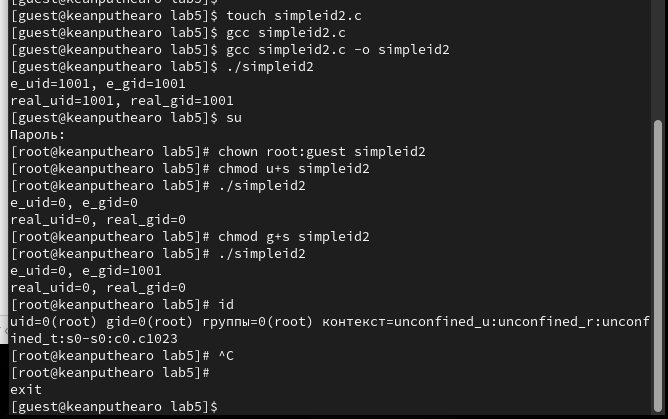 [guest@keanputhearo lab5]$ touch simpleid2.c
[guest@keanputhearo lab5]$ gcc simpleid2.c
[guest@keanputhearo lab5]$ gcc simpleid2.c -o simpleid2
[guest@keanputhearo lab5]$ ./simpleid2
e_uid=1001, e_gid=1001
real_uid=1001, real_gid=1001
[guest@keanputhearo lab5]$ su
Пароль:
[root@keanputhearo lab5]# chown root:guest simpleid2
[root@keanputhearo lab5]# chmod u+s simpleid2
[root@keanputhearo lab5]# ./simpleid2
e_uid=0, e_gid=0
real_uid=0, real_gid=0
[root@keanputhearo lab5]# chmod g+s simpleid2
[root@keanputhearo lab5]# ./simpleid2
e_uid=0, e_gid=1001
real_uid=0, real_gid=0
[root@keanputhearo lab5]# id
uid=0(root) gid=0(root) группы=0(root) контекст=unconfined_u:unconfined_r:unconf
ined_t:s0-s0:c0.c1023
[root@keanputhearo lab5]# ^C
[root@keanputhearo lab5]#
exit
[guest@keanputhearo lab5]$